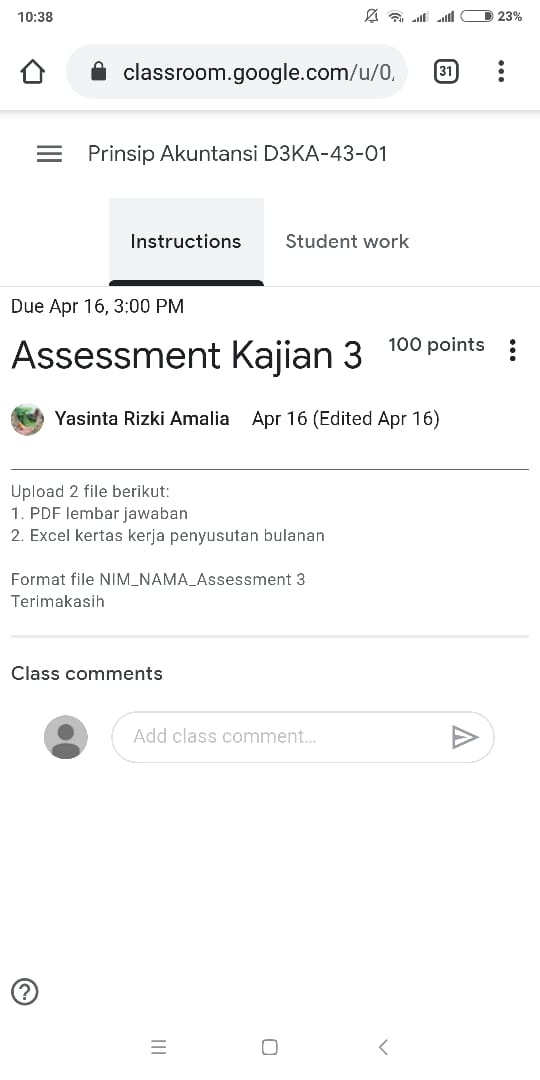 10:38
23%
classroom.google.com/u/0,
31
Prinsip Akuntansi D3KA-43-01
Instructions
Student work
Due Apr 16, 3:00 PM
Assessment Kajian 3
100 points
Yasinta Rizki Amalia Apr 16 (Edited Apr 16)
Upload 2 file berikut:
1. PDF lembar jawaban
2. Excel kertas kerja penyusutan bulanan
Format file NIM_NAMA_Assessment 3
Terimakasih
Class comments
Add class comment...